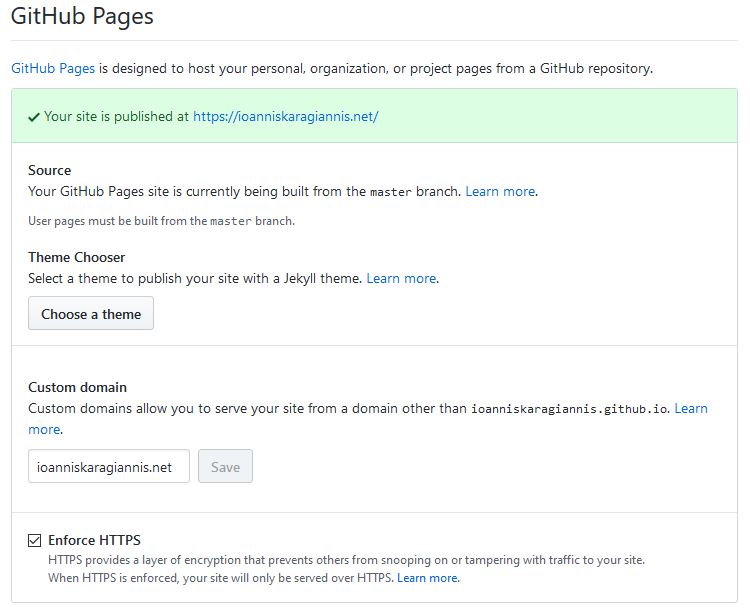 GitHub Pages
GitHub Pages is designed to host your personal, organization, or project pages from a GitHub repository.
Your site is published at https://ioanniskaragiannis.net/
Source
Your GitHub Pages site is currently being built from the master branch. Learn more.
User pages must be built from the master branch.
Theme Chooser
Select a theme to publish your site with a Jekyll theme. Learn more.
Choose a theme
Custom domain
Custom domains allow you to serve your site from a domain other than ioanniskaragiannis.github.io. Learn
more.
ioanniskaragiannis.net Save
Enforce HTTPS
HTTPS provides a layer of encryption that prevents others from snooping on or tampering with traffic to your site.
When HTTPS is enforced, your site will only be served over HTTPS. Learn more.